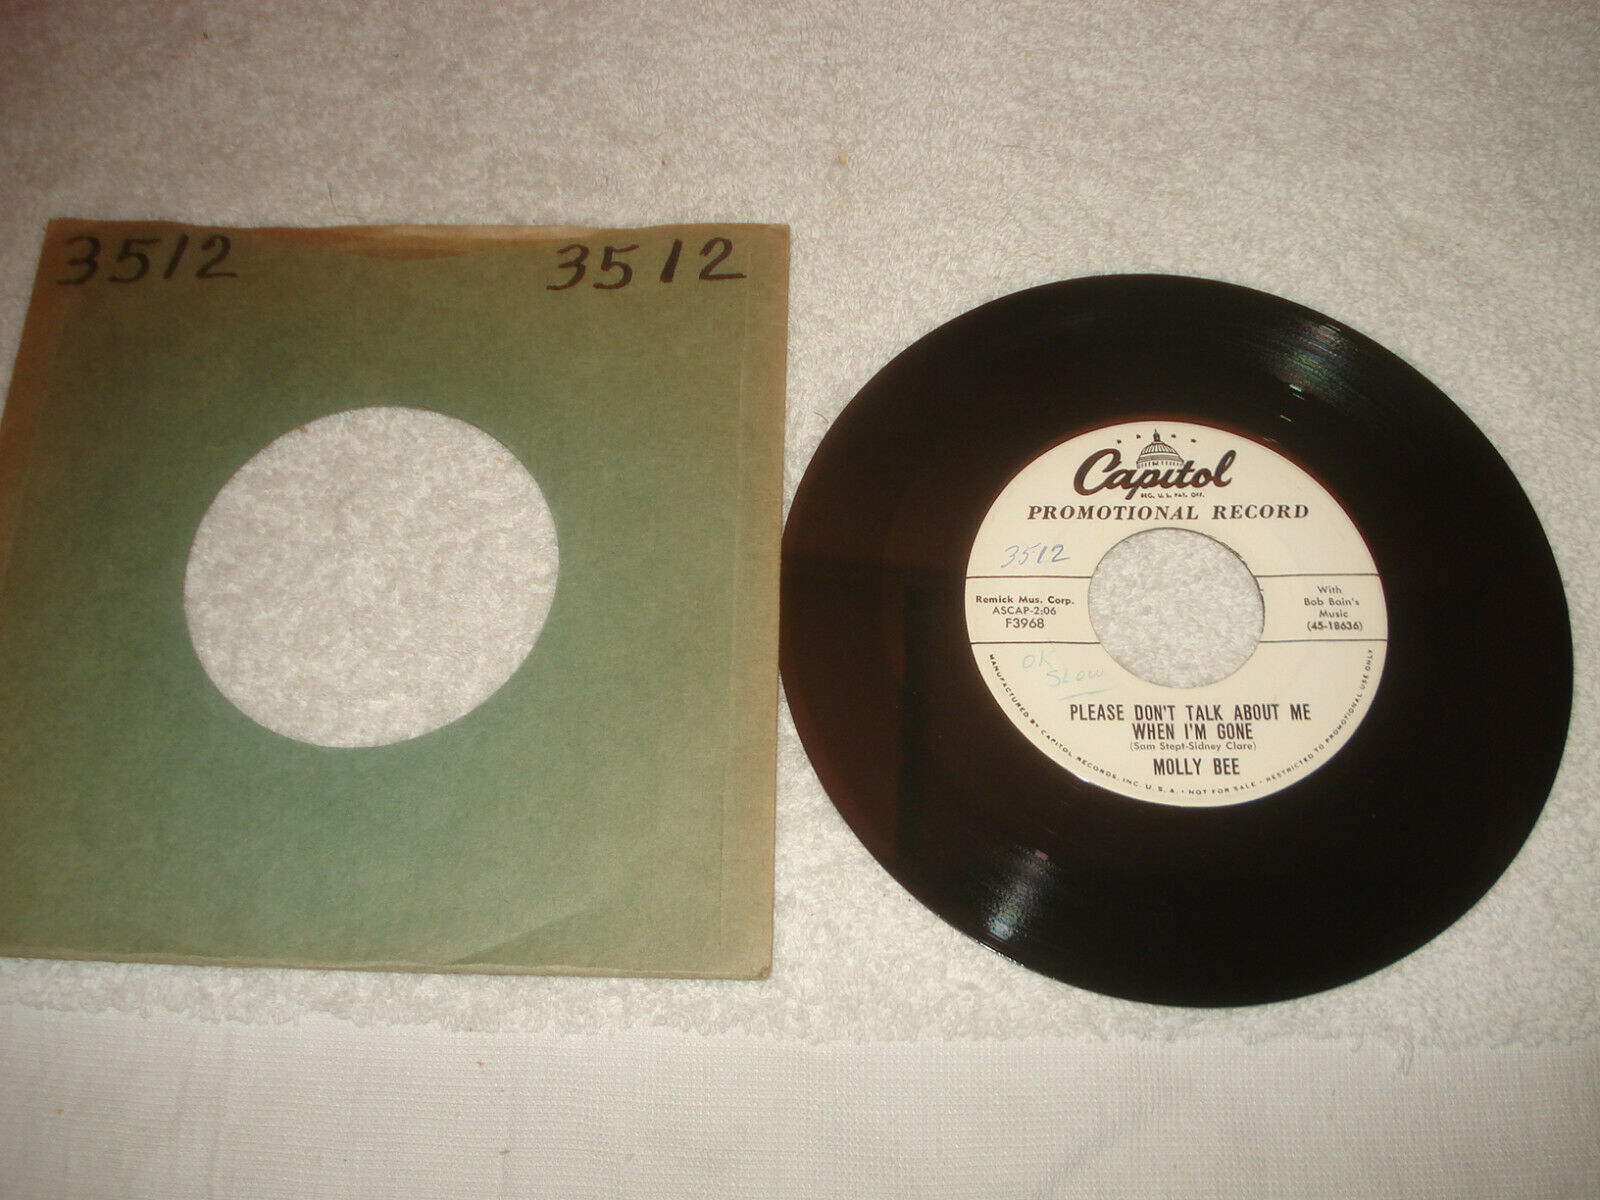 3512 3512
Capitol
REG. U.S. PAT. OFF.
PROMOTIONAL RECORD
3512
Remick Mus. Corp.
ASCAP-2:06
F3968
With
Bob Bain's
Music
(45-18636)
OK
SLOW
PLEASE DON'T TALK ABOUT ME
WHEN I'M GONE
(Sam Stept-Sidney Clare)
MOLLY BEE
MANUFACTURED BY CAPITOL RECORDS, INC. U.S.A. • NOT FOR SALE • RESTRICTED TO PROMOTIONAL USE ONLY